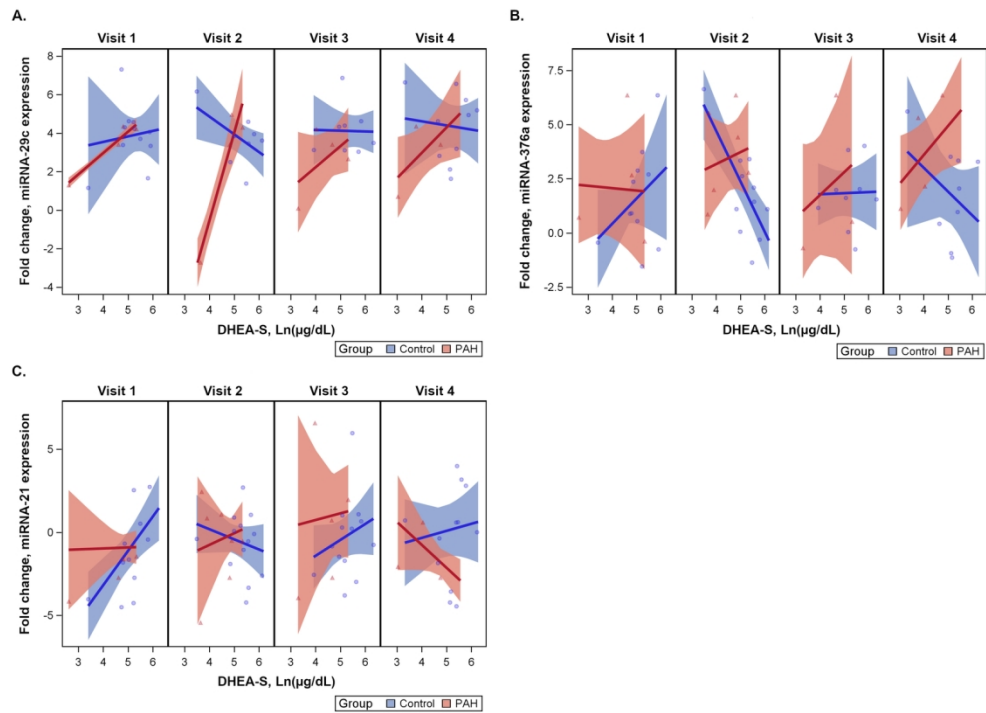 A.
Visit 1 Visit 2 Visit 3 Visit 4
Fold change, miRNA-29c expression
8
6
4
2
0
-2
-4
3 4 5 6 3 4 5 6 3 4 5 6 3 4 5 6
DHEA-S, Ln(µg/dL)
Group Control PAH
B.
Visit 1 Visit 2 Visit 3 Visit 4
Fold change, miRNA-376a expression
7.5
5.0
2.5
0.0
-2.5
3 4 5 6 3 4 5 6 3 4 5 6 3 4 5 6
DHEA-S, Ln(µg/dL)
Group Control PAH
C.
Visit 1 Visit 2 Visit 3 Visit 4
Fold change, miRNA-21 expression
5
0
-5
3 4 5 6 3 4 5 6 3 4 5 6 3 4 5 6
DHEA-S, Ln(µg/dL)
Group Control PAH